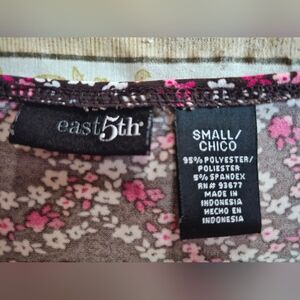 east5th
SMALL/
CHICO
95% POLYESTER/
POLIESTER
5% SPANDEX
RN# 93677
MADE IN
INDONESIA
HECHO EN
INDONESIA